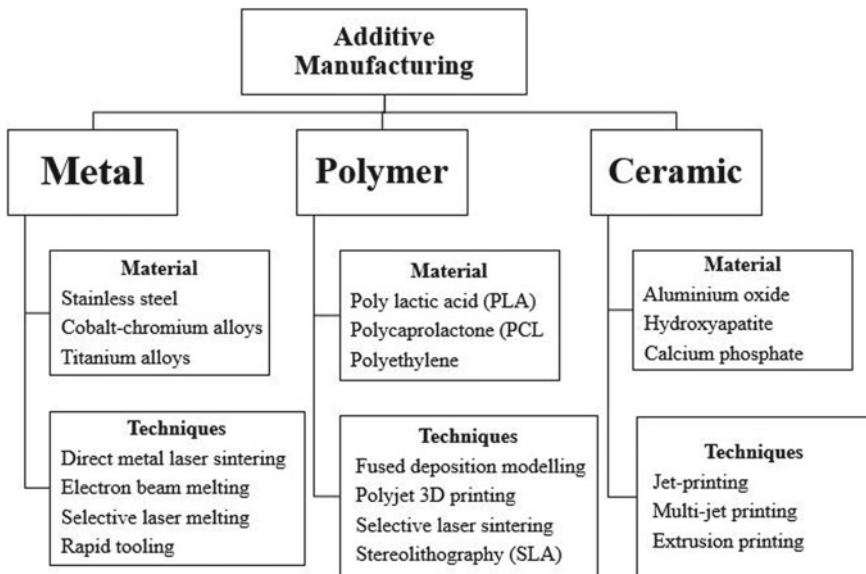 Additive
Manufacturing
Metal
Material
Stainless steel
Cobalt-chromium alloys
Titanium alloys
Techniques
Direct metal laser sintering
Electron beam melting
Selective laser melting
Rapid tooling
Polymer
Material
Poly lactic acid (PLA)
Polycaprolactone (PCL
Polyethylene
Techniques
Fused deposition modelling
Polyjet 3D printing
Selective laser sintering
Stereolithography (SLA)
Ceramic
Material
Aluminium oxide
Hydroxyapatite
Calcium phosphate
Techniques
Jet-printing
Multi-jet printing
Extrusion printing